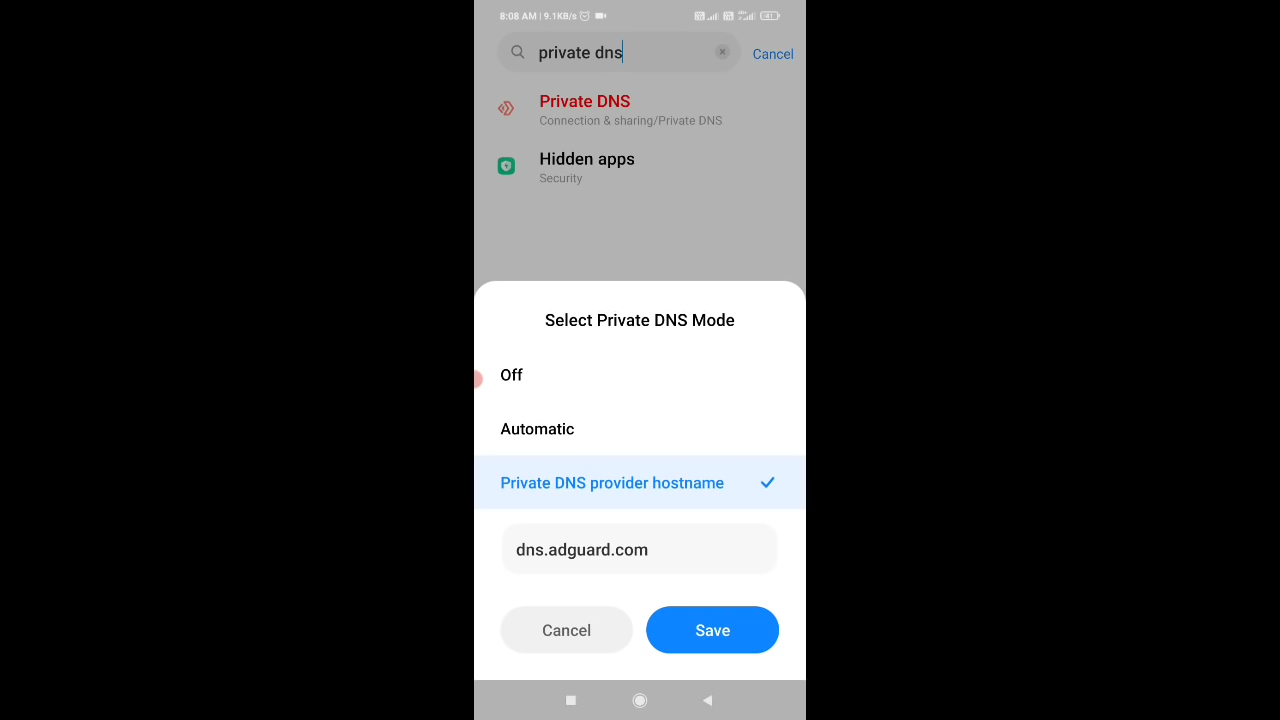 8:08 AM | 9.1KB/s
private dns
Cancel
Private DNS
Connection & sharing/Private DNS
Hidden apps
Security
Select Private DNS Mode
Off
Automatic
Private DNS provider hostname
dns.adguard.com
Cancel
Save